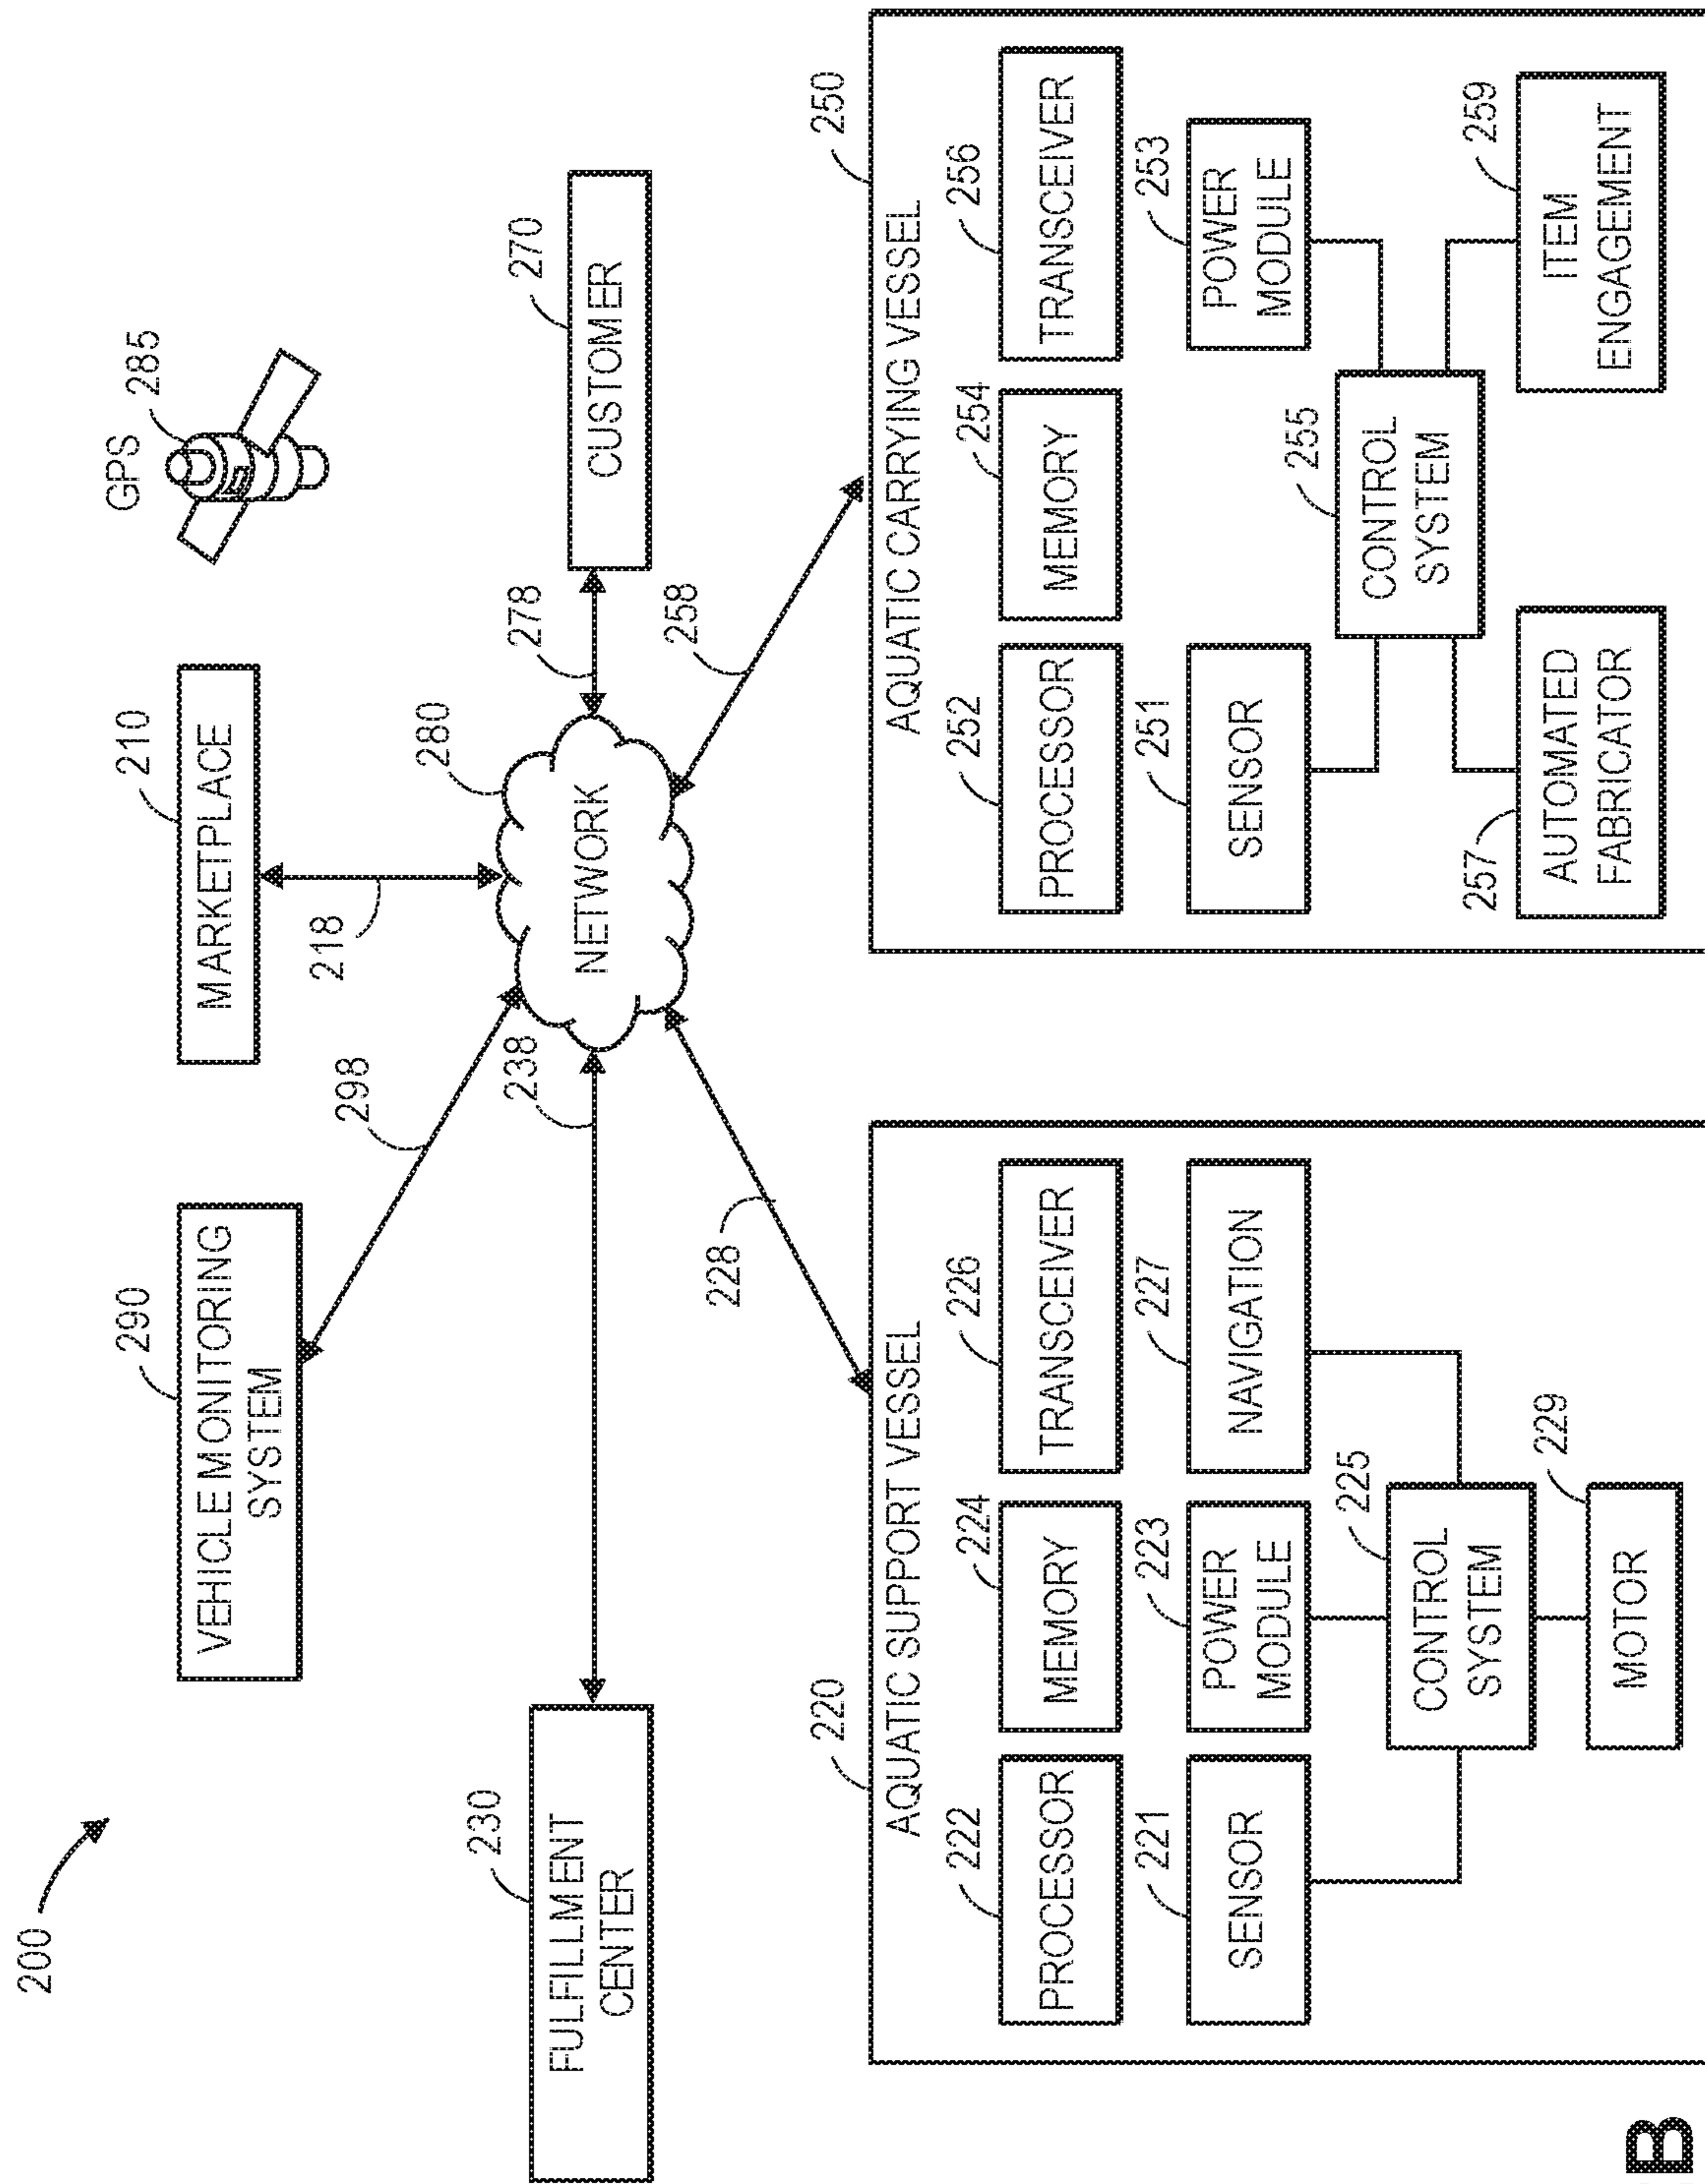 200
290
VEHICLE MONITORING
SYSTEM
210
MARKETPLACE
GPS
285
298
218
230
FULFILLMENT
CENTER
238
280
NETWORK
278
270
CUSTOMER
228
258
220
AQUATIC SUPPORT VESSEL
222
PROCESSOR
224
MEMORY
226
TRANSCEIVER
221
SENSOR
223
POWER
MODULE
227
NAVIGATION
225
CONTROL
SYSTEM
229
MOTOR
250
AQUATIC CARRYING VESSEL
252
PROCESSOR
254
MEMORY
256
TRANSCEIVER
251
SENSOR
253
POWER
MODULE
255
CONTROL
SYSTEM
257
AUTOMATED
FABRICATOR
259
ITEM
ENGAGEMENT
B